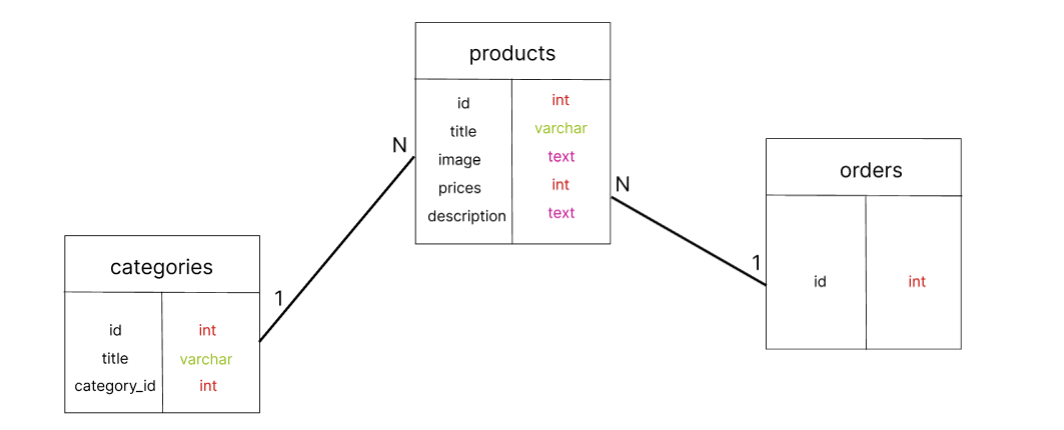 products
id int
title varchar
image text
prices int
description text
N
N
orders
id int
1
categories
id int
title varchar
category_id int
1